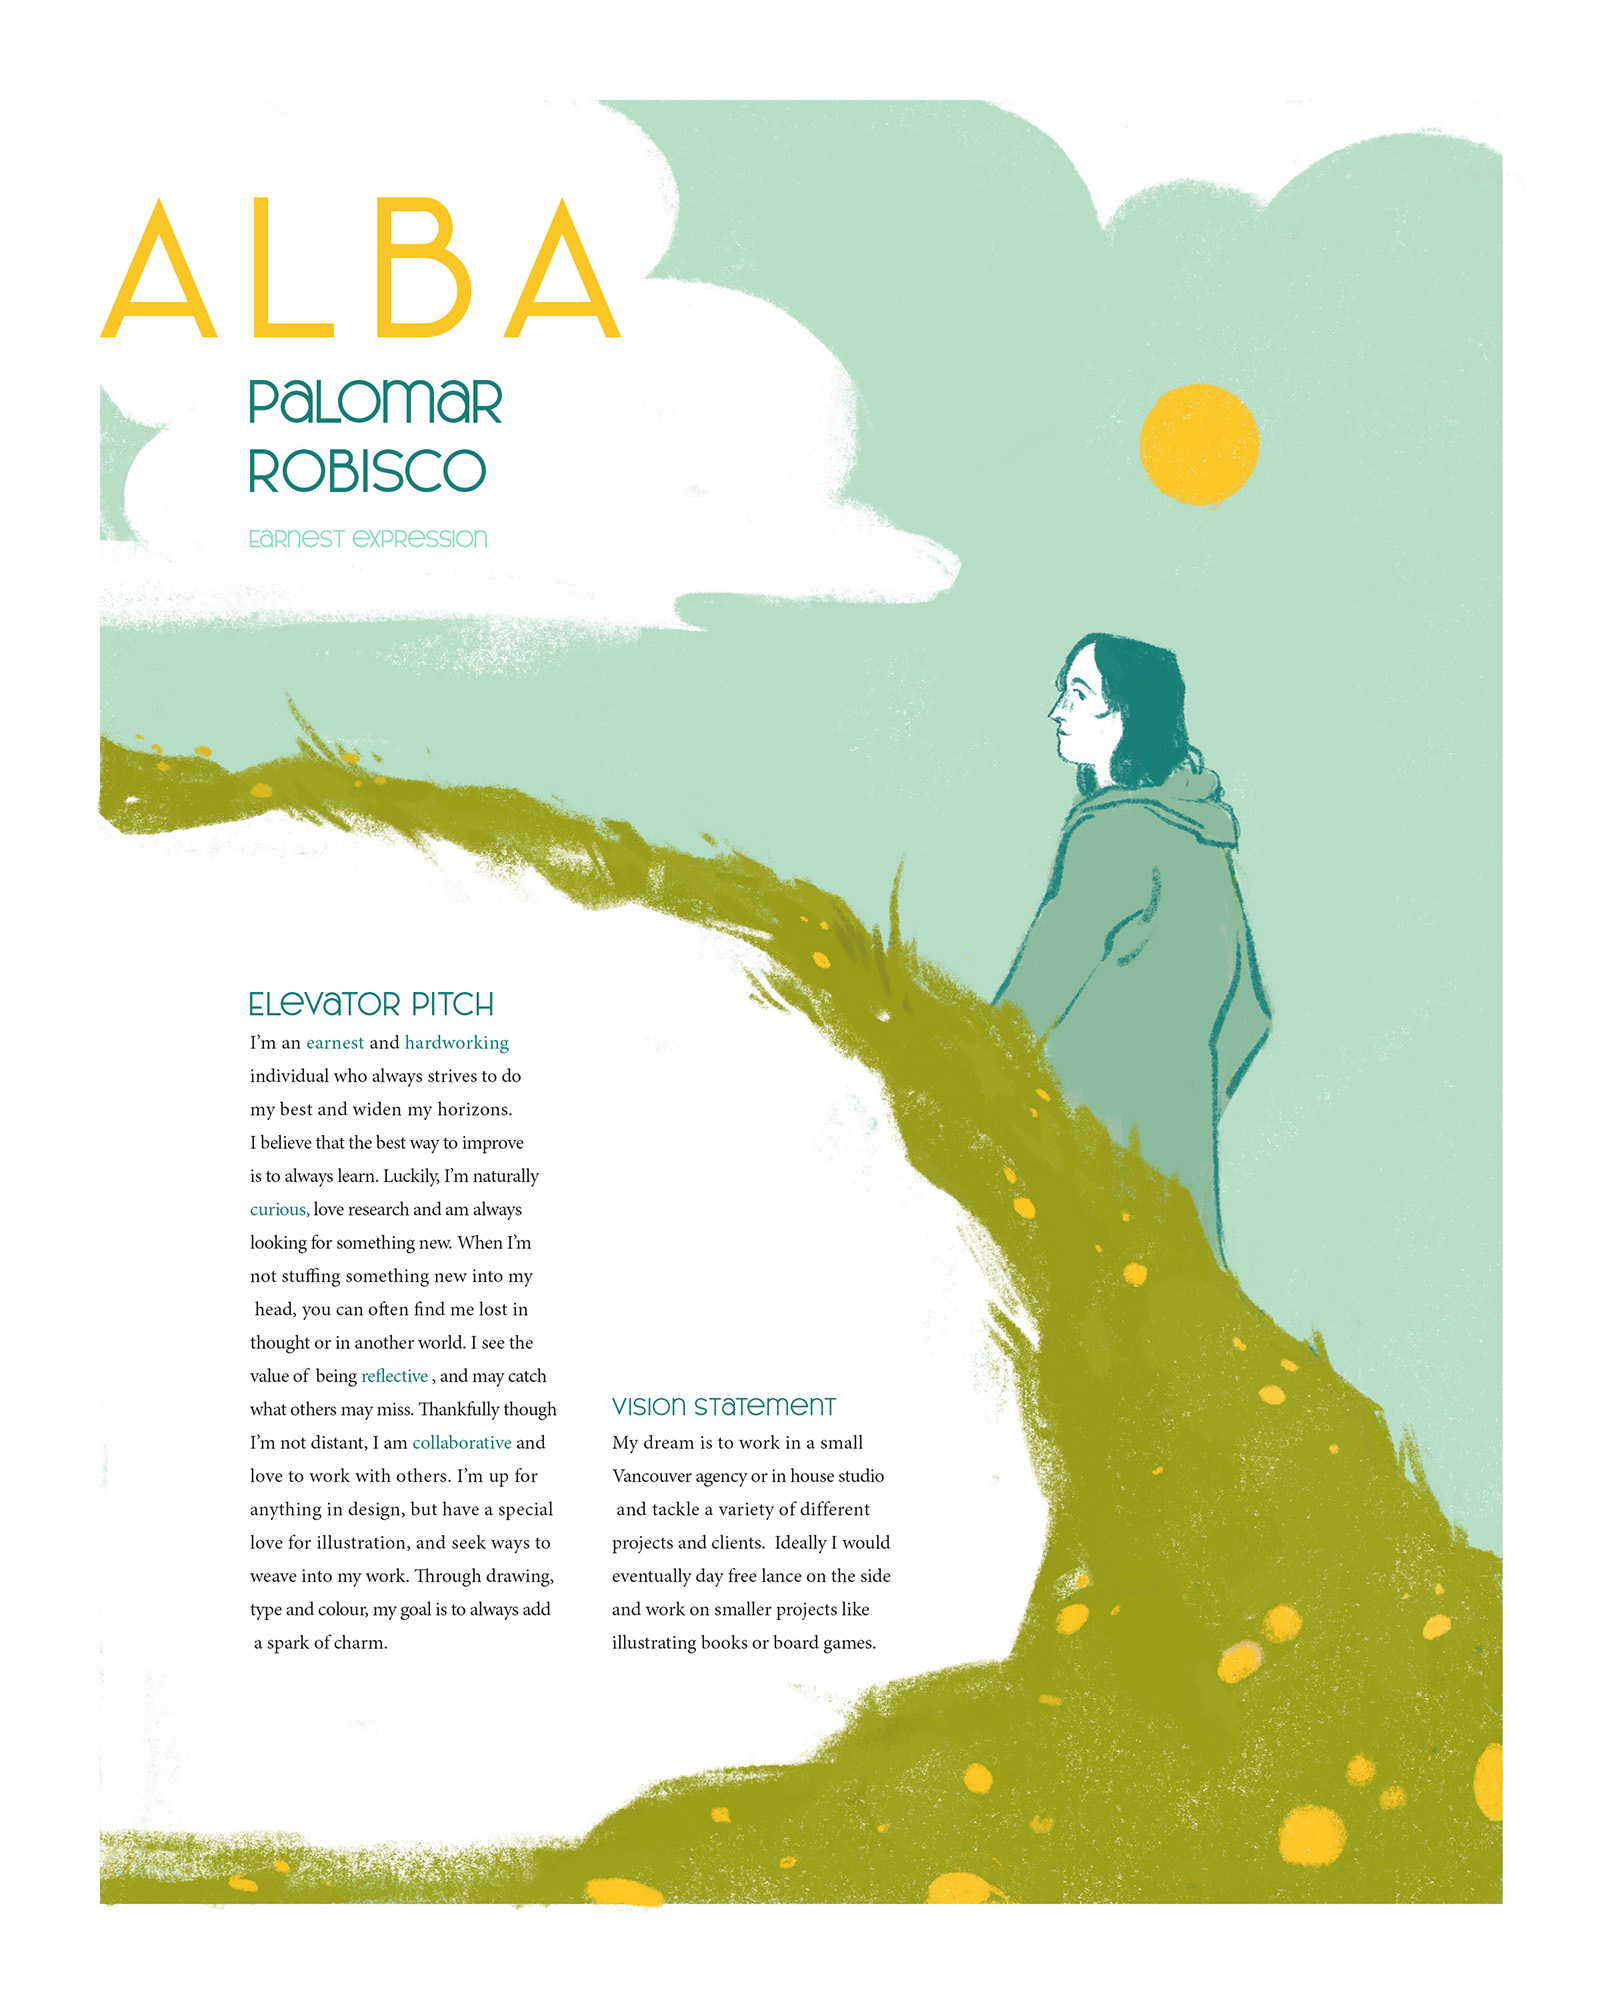 ALBA
PaLOMaR
ROBISCO
EaRNEST EXPRESSION
ELEVaTOR PITCH
I’m an earnest and hardworking
individual who always strives to do
my best and widen my horizons.
I believe that the best way to improve
is to always learn. Luckily, I’m naturally
curious, love research and am always
looking for something new. When I’m
not stuffing something new into my
head, you can often find me lost in
thought or in another world. I see the
value of being reflective , and may catch
what others may miss. Thankfully though
I’m not distant, I am collaborative and
love to work with others. I’m up for
anything in design, but have a special
love for illustration, and seek ways to
weave into my work. Through drawing,
type and colour, my goal is to always add
a spark of charm.
VISION STaTEMENT
My dream is to work in a small
Vancouver agency or in house studio
and tackle a variety of different
projects and clients. Ideally I would
eventually day free lance on the side
and work on smaller projects like
illustrating books or board games.